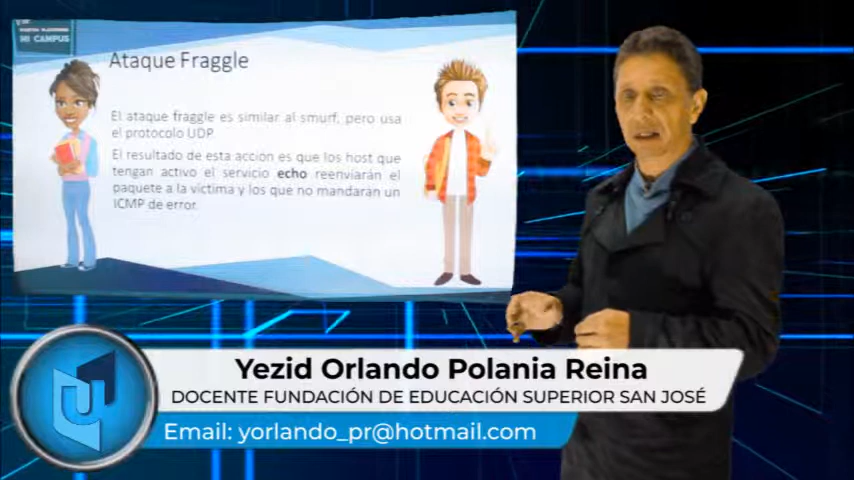 MI CAMPUS
Ataque Fraggle
El ataque fraggle es similar al smurf, pero usa
el protocolo UDP.
El resultado de esta acción es que los host que
tengan activo el servicio echo reenviarán el
paquete a la víctima y los que no mandarán un
ICMP de error.
Yezid Orlando Polania Reina
DOCENTE FUNDACIÓN DE EDUCACIÓN SUPERIOR SAN JOSÉ
Email: yorlando_pr@hotmail.com